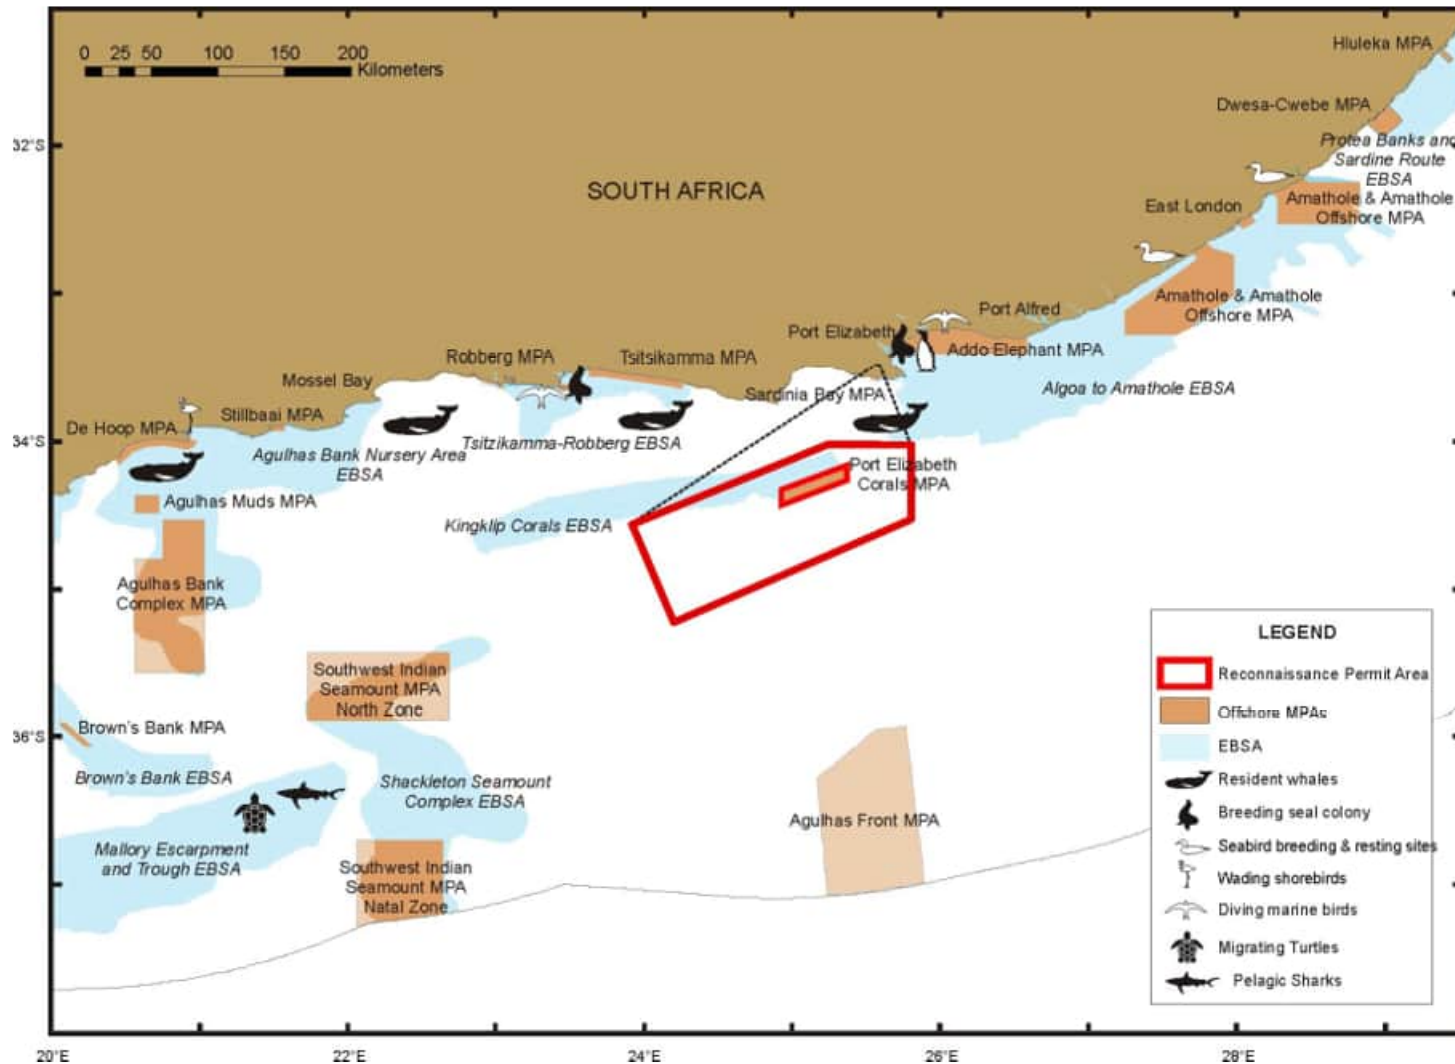 0 25 50 100 150 200
Kilometers
Hluleka MPA
Dwesa-Cwebe MPA
32°S
Protea Banks and
Sardine Route
EBSA
SOUTH AFRICA
Amathole & Amathole
Offshore MPA
East London
Amathole & Amathole
Offshore MPA
Port Alfred
Port Elizabeth
Addo Elephant MPA
Robberg MPA
Tsitsikamma MPA
Mossel Bay
Sardinia Bay MPA
Algoa to Amathole EBSA
Stillbaai MPA
De Hoop MPA
34°S
Tsitzikamma-Robberg EBSA
Agulhas Bank Nursery Area
EBSA
Port Elizabeth
Corals MPA
Agulhas Muds MPA
Kingklip Corals EBSA
Agulhas Bank
Complex MPA
Southwest Indian
Seamount MPA
North Zone
Brown's Bank MPA
36°S
Brown's Bank EBSA
Shackleton Seamount
Complex EBSA
Agulhas Front MPA
Mallory Escarpment
and Trough EBSA
Southwest Indian
Seamount MPA
Natal Zone
LEGEND
Reconnaissance Permit Area
Offshore MPAs
EBSA
Resident whales
Breeding seal colony
Seabird breeding & resting sites
Wading shorebirds
Diving marine birds
Migrating Turtles
Pelagic Sharks
20°E 22°E 24°E 26°E 28°E